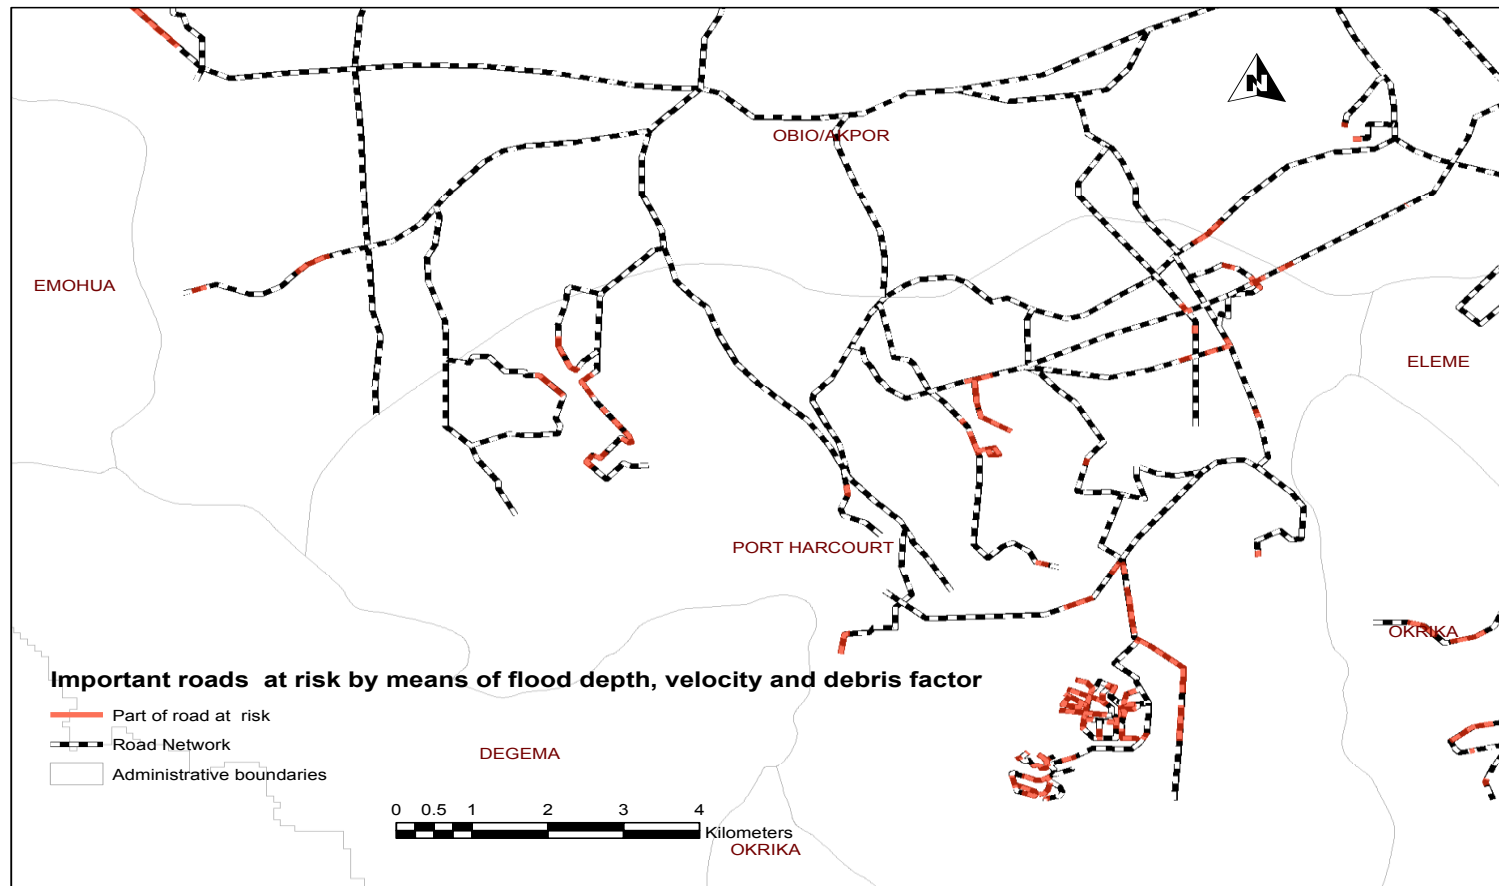 N
OBIO/AKPOR
EMOHUA
ELEME
PORT HARCOURT
OKRIKA
Important roads at risk by means of flood depth, velocity and debris factor
Part of road at risk
Road Network
Administrative boundaries
DEGEMA
0 0.5 1 2 3 4
Kilometers
OKRIKA